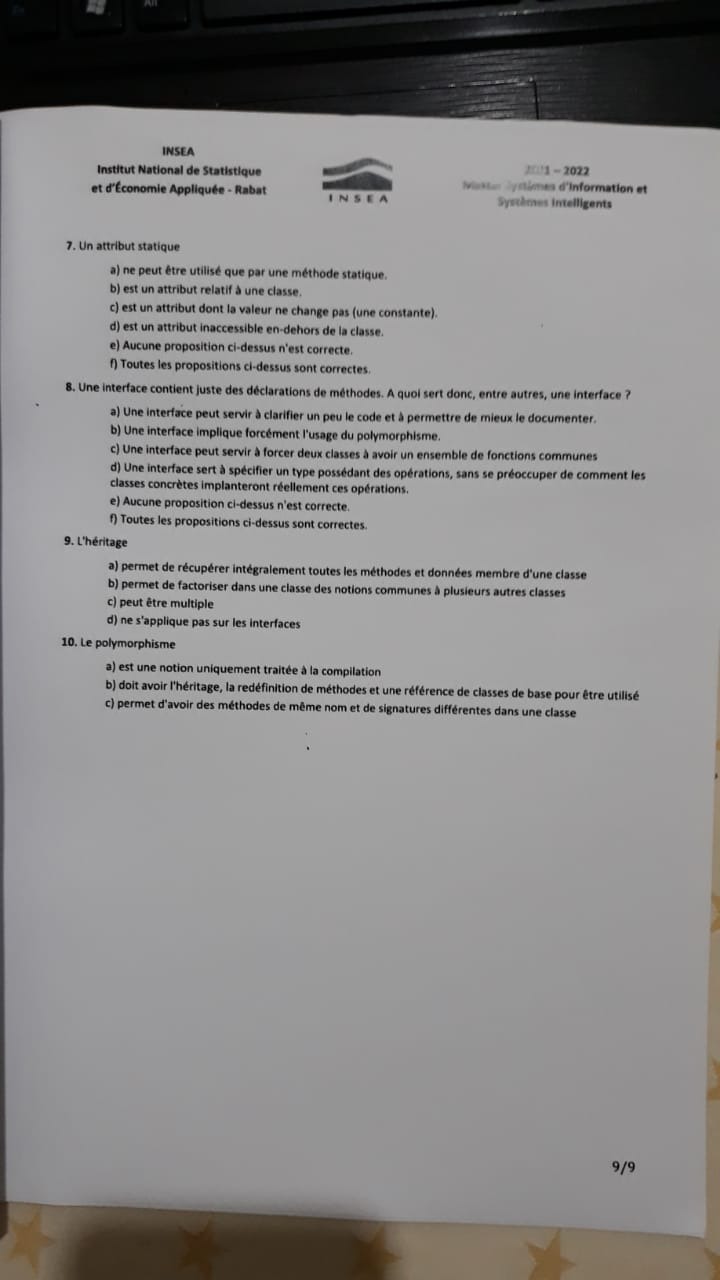 INSEA
Institut National de Statistique
et d'Économie Appliquée - Rabat
INSEA
2021 – 2022
Master Systèmes d'Information et
Systèmes Intelligents
7. Un attribut statique
a) ne peut être utilisé que par une méthode statique.
b) est un attribut relatif à une classe.
c) est un attribut dont la valeur ne change pas (une constante).
d) est un attribut inaccessible en-dehors de la classe.
e) Aucune proposition ci-dessus n'est correcte.
f) Toutes les propositions ci-dessus sont correctes.
8. Une interface contient juste des déclarations de méthodes. A quoi sert donc, entre autres, une interface ?
a) Une interface peut servir à clarifier un peu le code et à permettre de mieux le documenter.
b) Une interface implique forcément l'usage du polymorphisme.
c) Une interface peut servir à forcer deux classes à avoir un ensemble de fonctions communes
d) Une interface sert à spécifier un type possédant des opérations, sans se préoccuper de comment les
classes concrètes implanteront réellement ces opérations.
e) Aucune proposition ci-dessus n'est correcte.
f) Toutes les propositions ci-dessus sont correctes.
9. L'héritage
a) permet de récupérer intégralement toutes les méthodes et données membre d'une classe
b) permet de factoriser dans une classe des notions communes à plusieurs autres classes
c) peut être multiple
d) ne s'applique pas sur les interfaces
10. Le polymorphisme
a) est une notion uniquement traitée à la compilation
b) doit avoir l'héritage, la redéfinition de méthodes et une référence de classes de base pour être utilisé
c) permet d'avoir des méthodes de même nom et de signatures différentes dans une classe
9/9